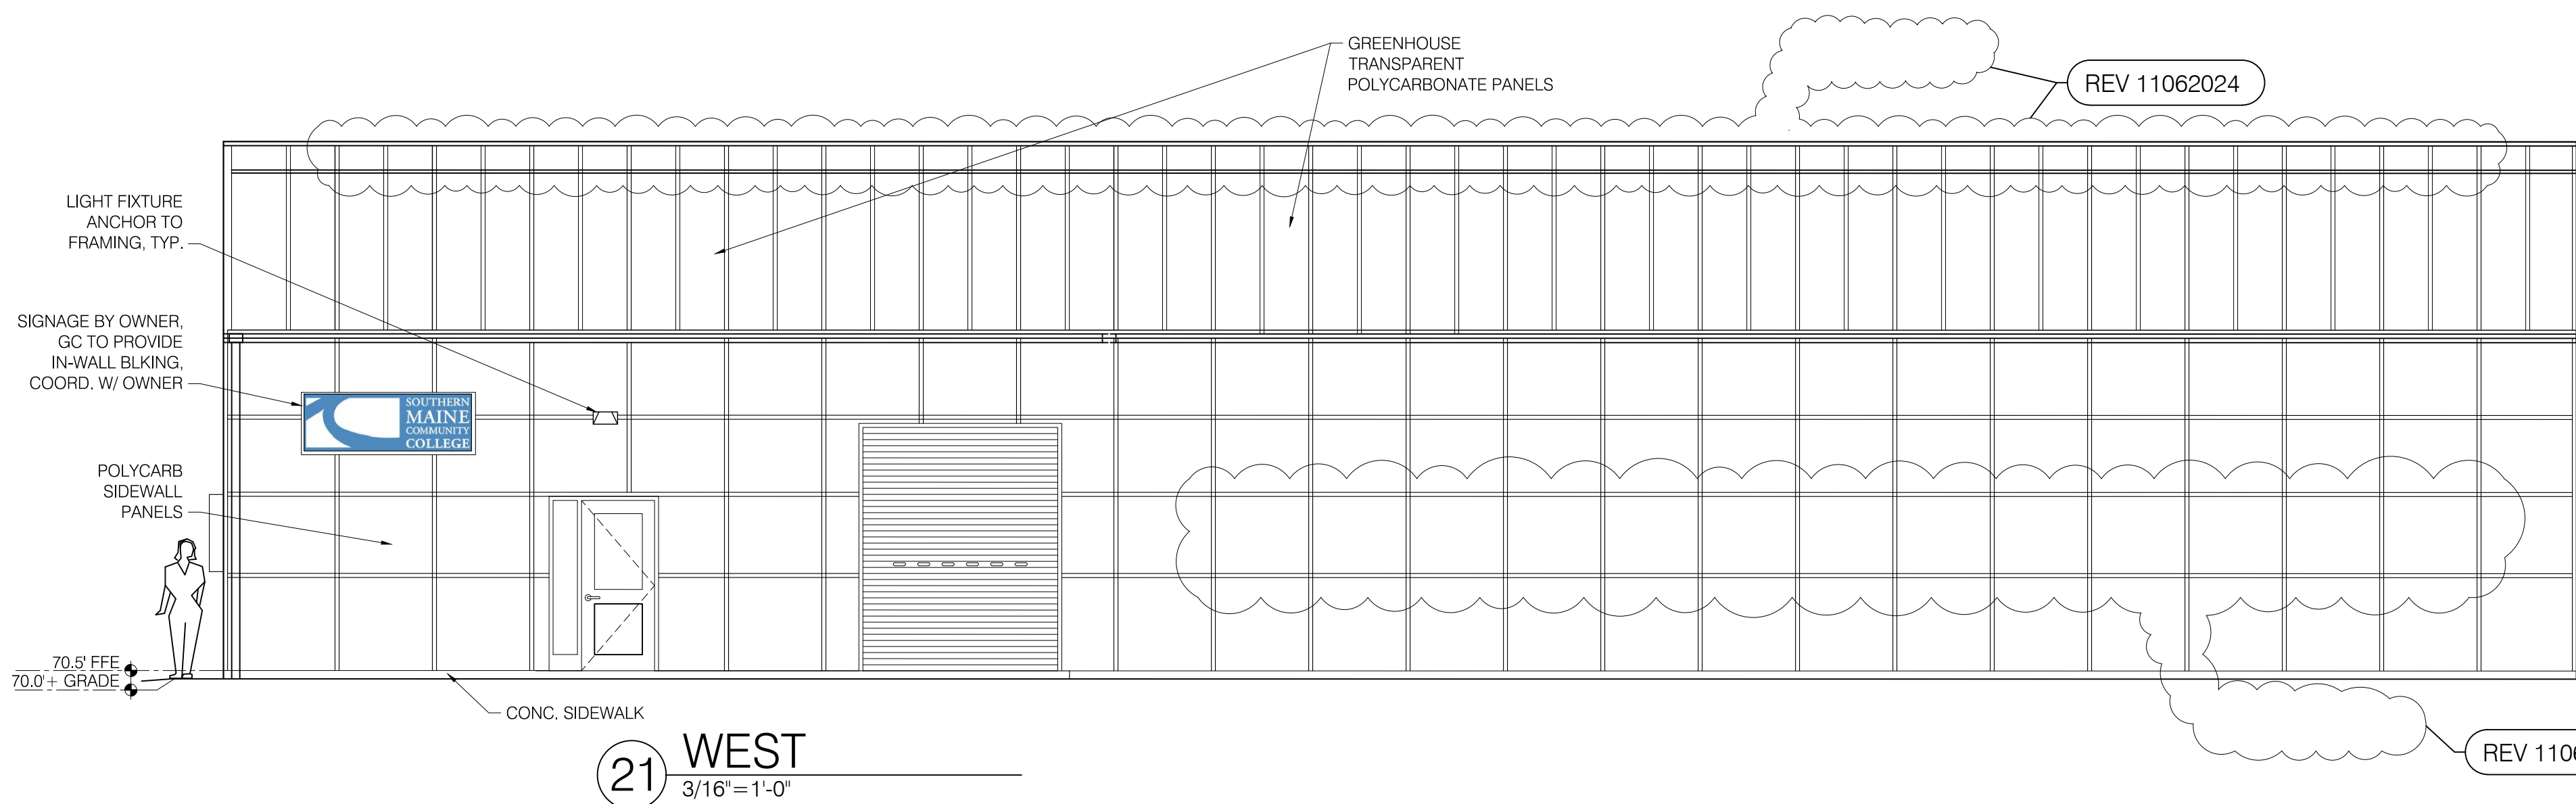 GREENHOUSE
TRANSPARENT
POLYCARBONATE PANELS
REV 11062024
LIGHT FIXTURE
ANCHOR TO
FRAMING, TYP.
SIGNAGE BY OWNER,
GC TO PROVIDE
IN-WALL BLKING,
COORD. W/ OWNER
SOUTHERN
MAINE
COMMUNITY
COLLEGE
POLYCARB
SIDEWALL
PANELS
70.5' FFE
70.0'+ GRADE
CONC. SIDEWALK
21 WEST
3/16"=1'-0"
REV 1106